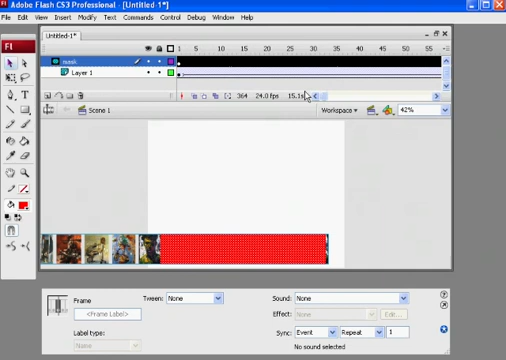 Adobe Flash CS3 Professional - [Untitled-1*]
File Edit View Insert Modify Text Commands Control Debug Window Help
Untitled-1*
1 5 10 15 20 25 30 35 40 45 50 55
mask
Layer 1
364 24.0 fps 15.1s
Scene 1 Workspace 42%
Fl
Frame
<Frame Label>
Label type:
Name
Tween: None
Sound: None
Effect: None Edit...
Sync: Event Repeat 1
No sound selected